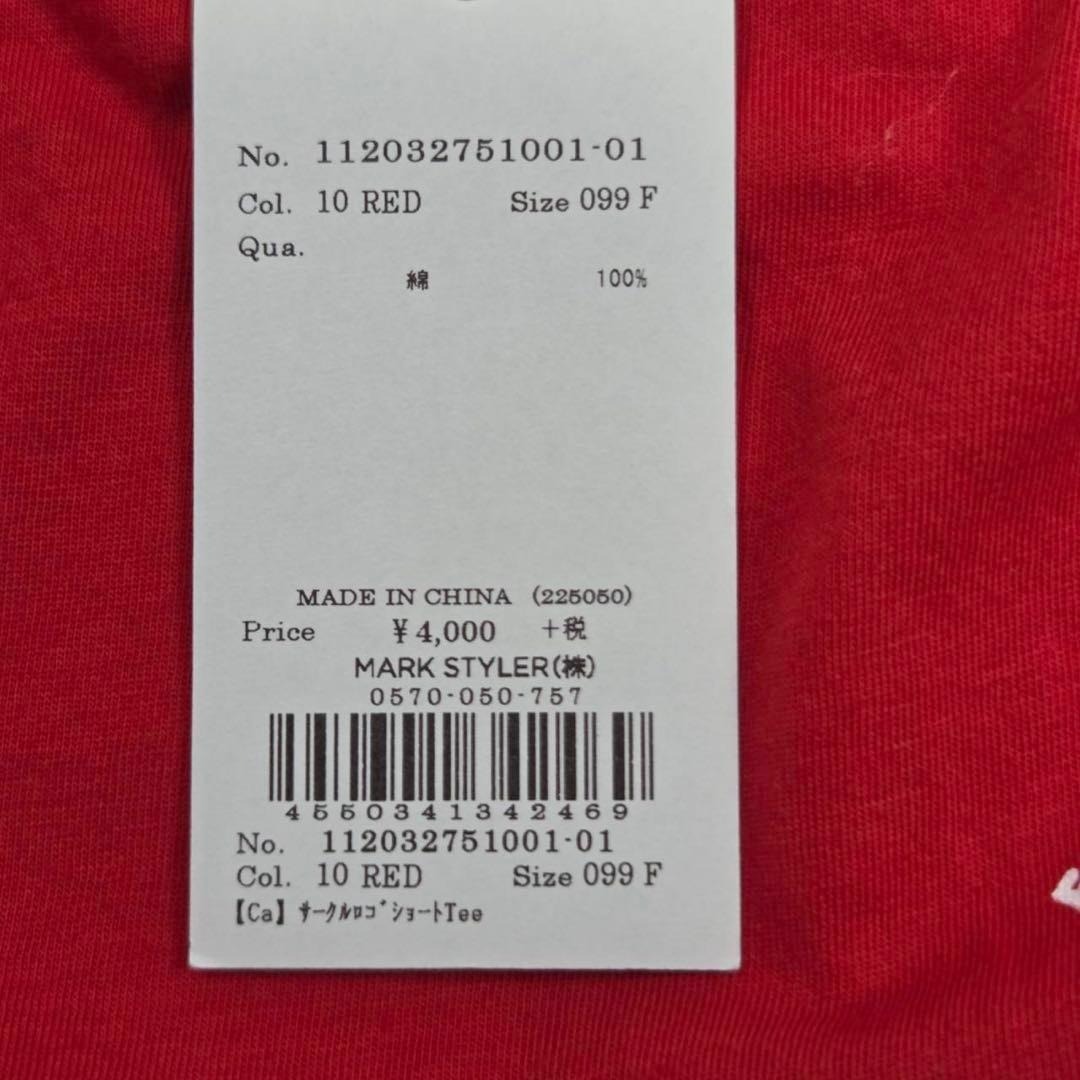 No. 112032751001-01
Col. 10 RED Size 099 F
Qua.
綿 100%
MADE IN CHINA (225050)
Price ¥4,000 +税
MARK STYLER(株)
0570-050-757
4550341342469
No. 112032751001-01
Col. 10 RED Size 099 F
【Ca】ｻｰｸﾙﾛｺﾞｼｮｰﾄTee